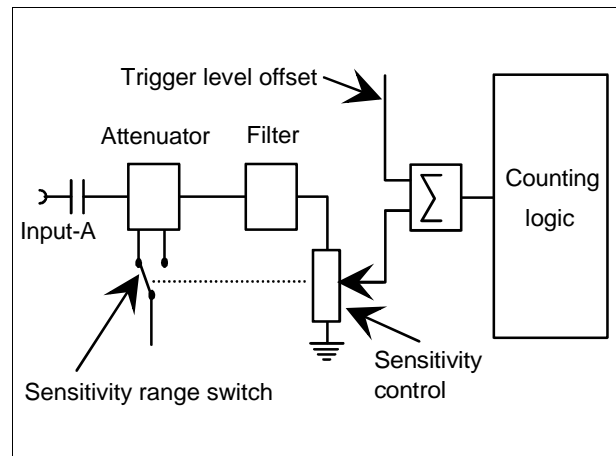 Trigger level offset
Attenuator
Filter
Input-A
Σ
Counting
logic
Sensitivity range switch
Sensitivity
control